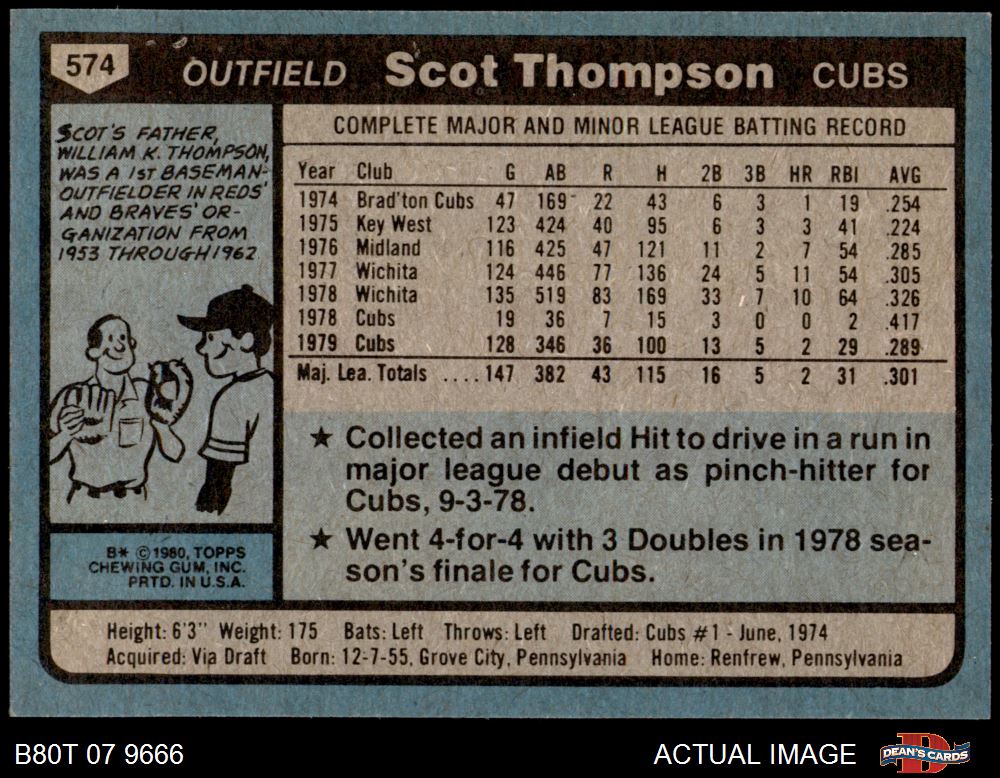 574 OUTFIELD Scot Thompson CUBS
SCOT'S FATHER,
WILLIAM K. THOMPSON,
WAS A 1ST BASEMAN-
OUTFIELDER IN REDS'
AND BRAVES' OR-
GANIZATION FROM
1953 THROUGH 1962
B* © 1980, TOPPS
CHEWING GUM, INC.
PRTD. IN U.S.A.
COMPLETE MAJOR AND MINOR LEAGUE BATTING RECORD
Year Club G AB R H 2B 3B HR RBI AVG
1974 Brad'ton Cubs 47 169 22 43 6 3 1 19 .254
1975 Key West 123 424 40 95 6 3 3 41 .224
1976 Midland 116 425 47 121 11 2 7 54 .285
1977 Wichita 124 446 77 136 24 5 11 54 .305
1978 Wichita 135 519 83 169 33 7 10 64 .326
1978 Cubs 19 36 7 15 3 0 0 2 .417
1979 Cubs 128 346 36 100 13 5 2 29 .289
Maj. Lea. Totals .... 147 382 43 115 16 5 2 31 .301
★ Collected an infield Hit to drive in a run in
major league debut as pinch-hitter for
Cubs, 9-3-78.
★ Went 4-for-4 with 3 Doubles in 1978 sea-
son's finale for Cubs.
Height: 6'3" Weight: 175 Bats: Left Throws: Left Drafted: Cubs #1 - June, 1974
Acquired: Via Draft Born: 12-7-55, Grove City, Pennsylvania Home: Renfrew, Pennsylvania
B80T 07 9666 ACTUAL IMAGE DEAN'S CARDS